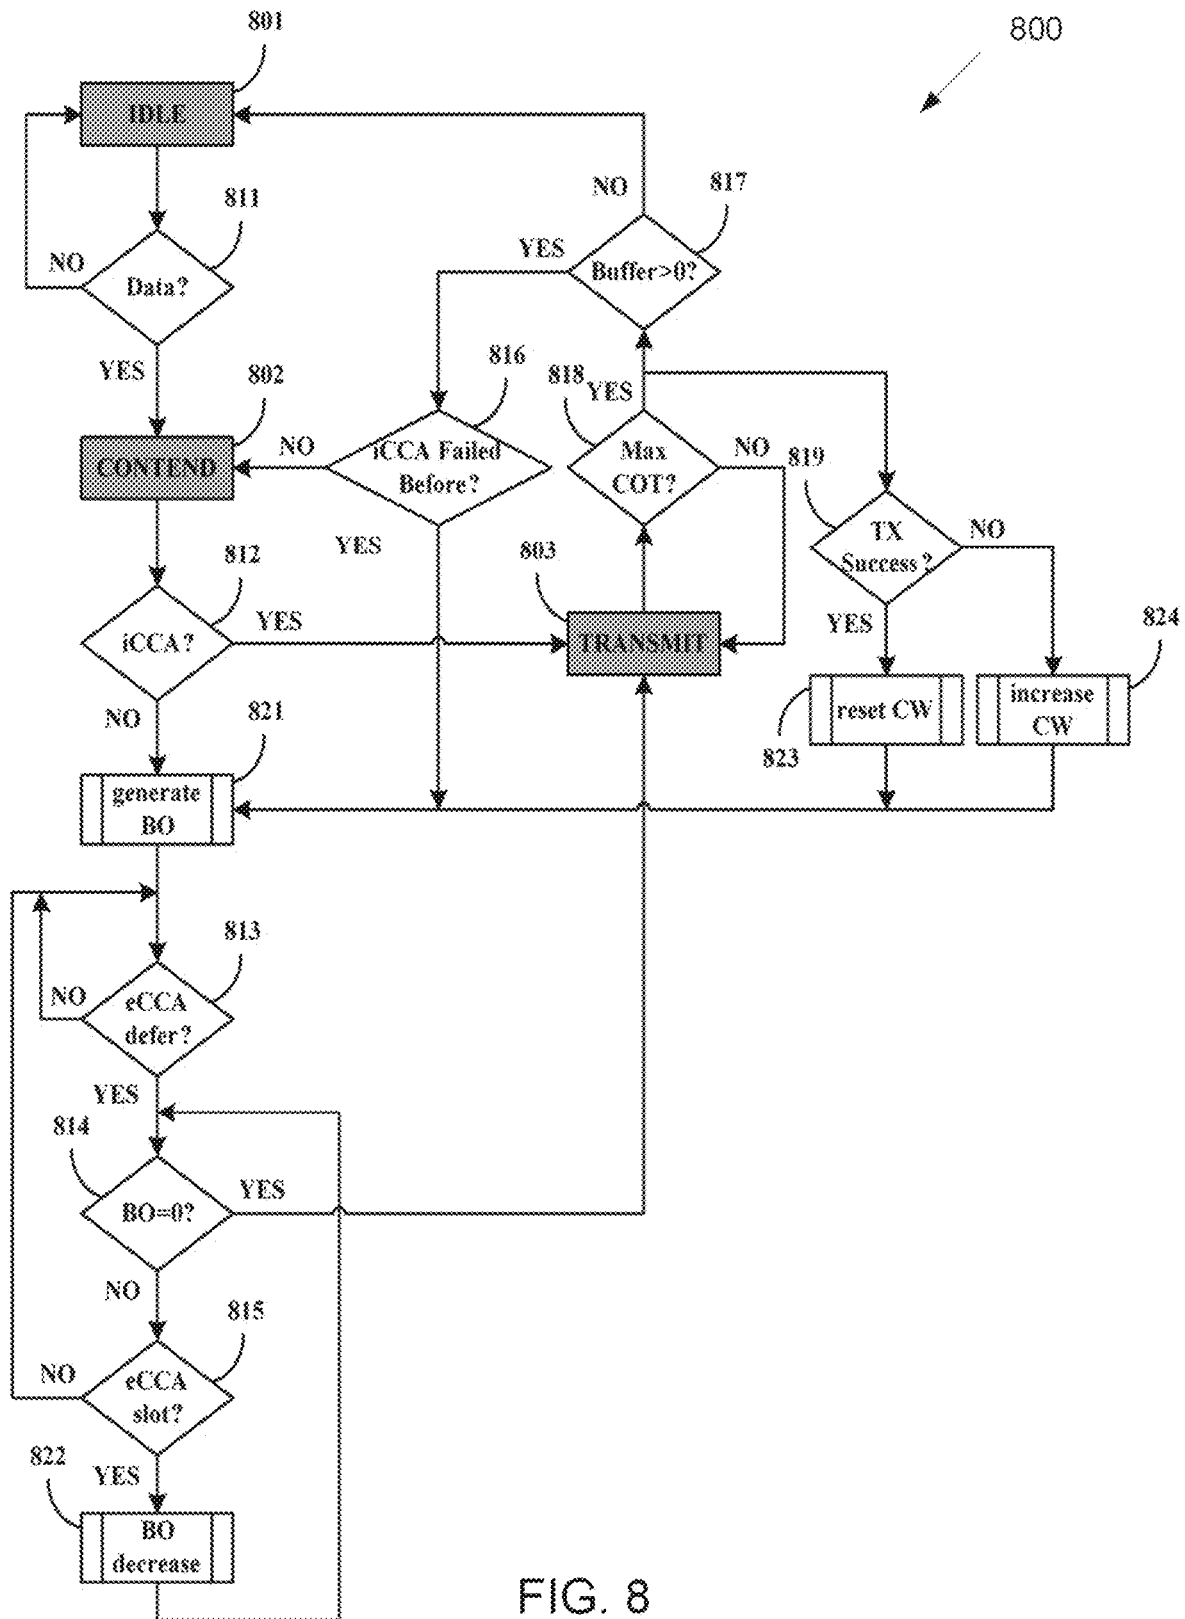 801
800
IDLE
811
NO
817
NO
Data?
YES
Buffer>0?
YES
802
816
818
YES
CONTEND
NO
iCCA Failed
Before?
Max
COT?
NO
819
TX
Success?
NO
812
YES
803
iCCA?
YES
TRANSMIT
YES
824
NO
821
reset CW
increase
CW
823
generate
BO
813
NO
eCCA
defer?
YES
814
BO=0?
YES
NO
815
NO
eCCA
slot?
822
YES
BO
decrease
FIG. 8